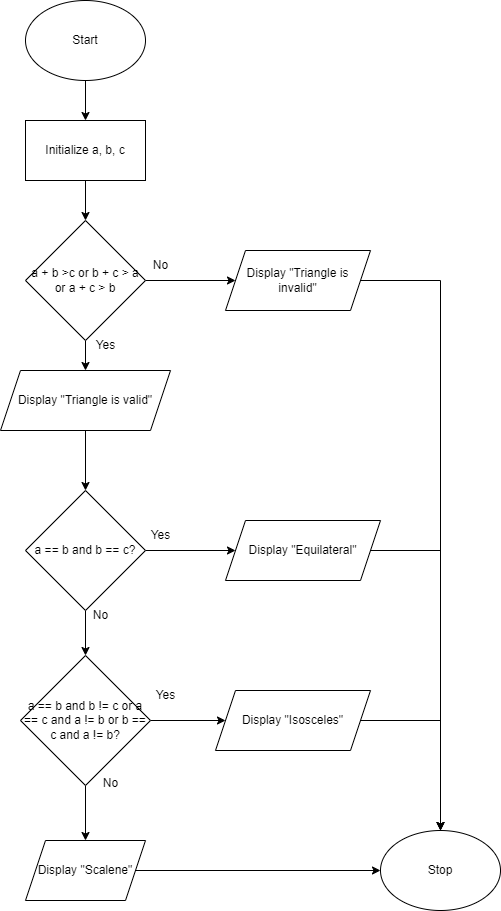 Start
Initialize a, b, c
a + b >c or b + c > a
or a + c > b
No
Display "Triangle is
invalid"
Yes
Display "Triangle is valid"
a == b and b == c?
Yes
Display "Equilateral"
No
a == b and b != c or a
== c and a != b or b ==
c and a != b?
Yes
Display "Isosceles"
No
Display "Scalene"
Stop